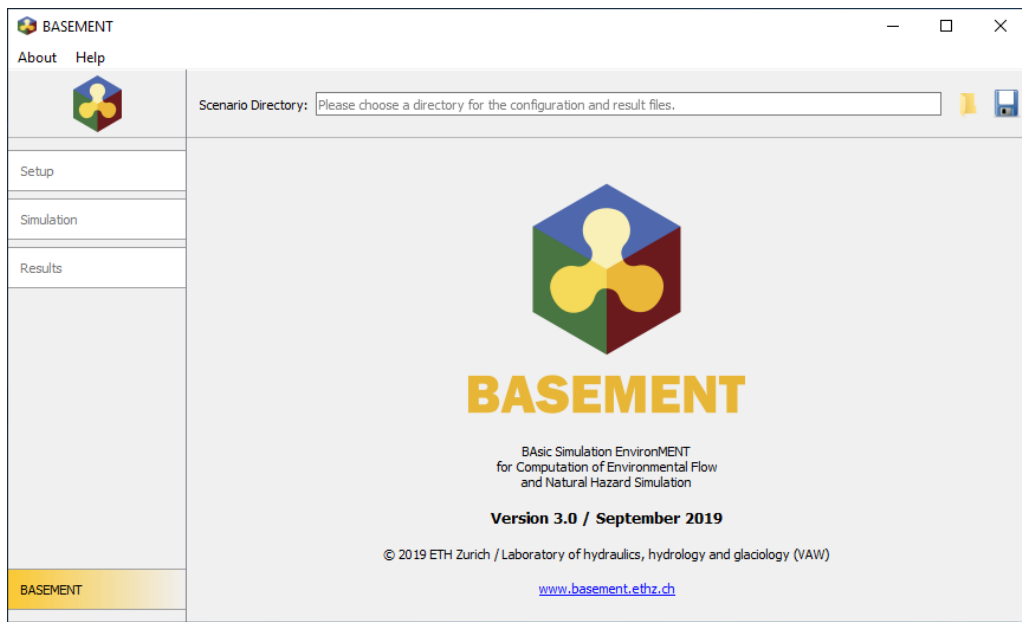 BASEMENT
About Help
Scenario Directory: Please choose a directory for the configuration and result files.
Setup
Simulation
Results
BASEMENT
BAsic Simulation EnvironMENT
for Computation of Environmental Flow
and Natural Hazard Simulation
Version 3.0 / September 2019
© 2019 ETH Zurich / Laboratory of hydraulics, hydrology and glaciology (VAW)
www.basement.ethz.ch
BASEMENT